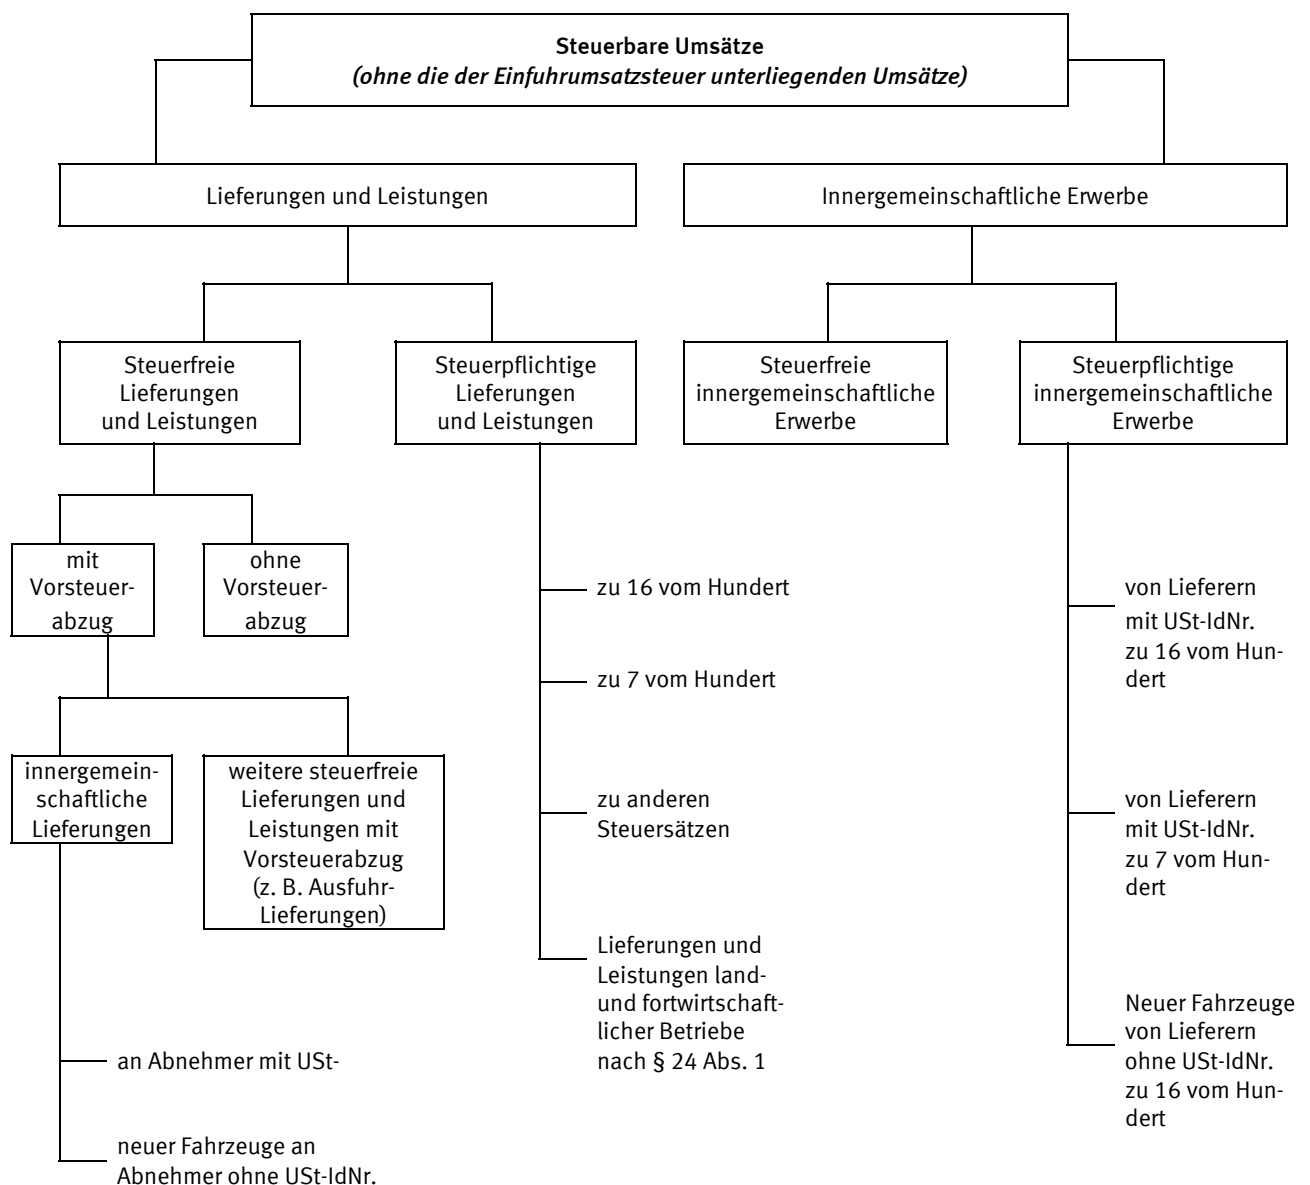 Steuerbare Umsätze
(ohne die der Einfuhrumsatzsteuer unterliegenden Umsätze)
Lieferungen und Leistungen
Innergemeinschaftliche Erwerbe
Steuerfreie
Lieferungen
und Leistungen
Steuerpflichtige
Lieferungen
und Leistungen
Steuerfreie
innergemeinschaftliche
Erwerbe
Steuerpflichtige
innergemeinschaftliche
Erwerbe
mit
Vorsteuer-
abzug
ohne
Vorsteuer-
abzug
innergemein-
schaftliche
Lieferungen
weitere steuerfreie
Lieferungen und
Leistungen mit
Vorsteuerabzug
(z. B. Ausfuhr-
Lieferungen)
an Abnehmer mit USt-
neuer Fahrzeuge an
Abnehmer ohne USt-IdNr.
zu 16 vom Hundert
zu 7 vom Hundert
zu anderen
Steuersätzen
Lieferungen und
Leistungen land-
und fortwirtschaft-
licher Betriebe
nach § 24 Abs. 1
von Lieferern
mit USt-IdNr.
zu 16 vom Hun-
dert
von Lieferern
mit USt-IdNr.
zu 7 vom Hun-
dert
Neuer Fahrzeuge
von Lieferern
ohne USt-IdNr.
zu 16 vom Hun-
dert